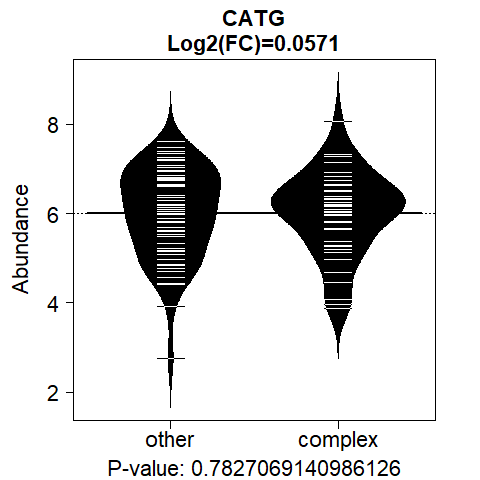 CATG
Log2(FC)=0.0571
Abundance
8
6
4
2
other complex
P-value: 0.7827069140986126